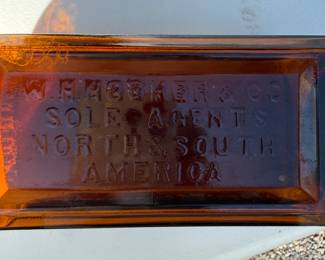 W.H. HOOKER & CO
SOLE AGENTS
NORTH & SOUTH
AMERICA